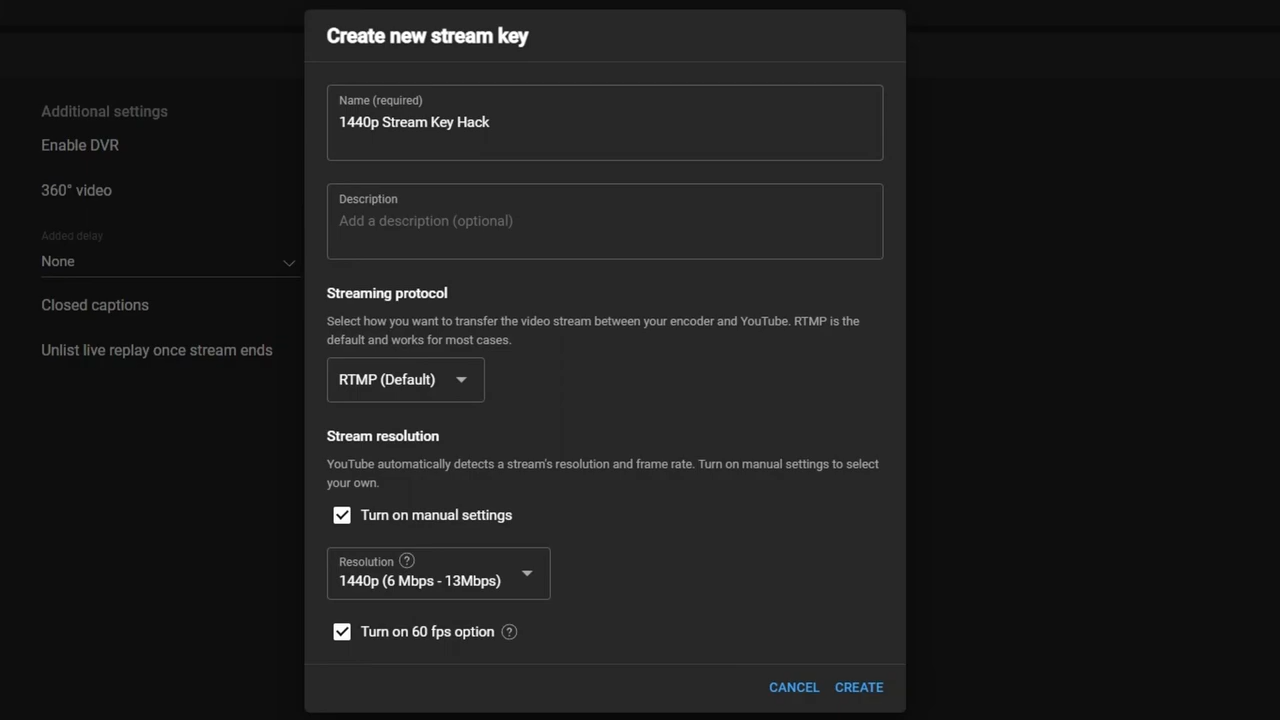 Create new stream key
Name (required)
1440p Stream Key Hack
Description
Add a description (optional)
Streaming protocol
Select how you want to transfer the video stream between your encoder and YouTube. RTMP is the
default and works for most cases.
RTMP (Default)
Stream resolution
YouTube automatically detects a stream's resolution and frame rate. Turn on manual settings to select
your own.
Turn on manual settings
Resolution ?
1440p (6 Mbps - 13Mbps)
Turn on 60 fps option ?
CANCEL CREATE
Additional settings
Enable DVR
360° video
Added delay
None
Closed captions
Unlist live replay once stream ends